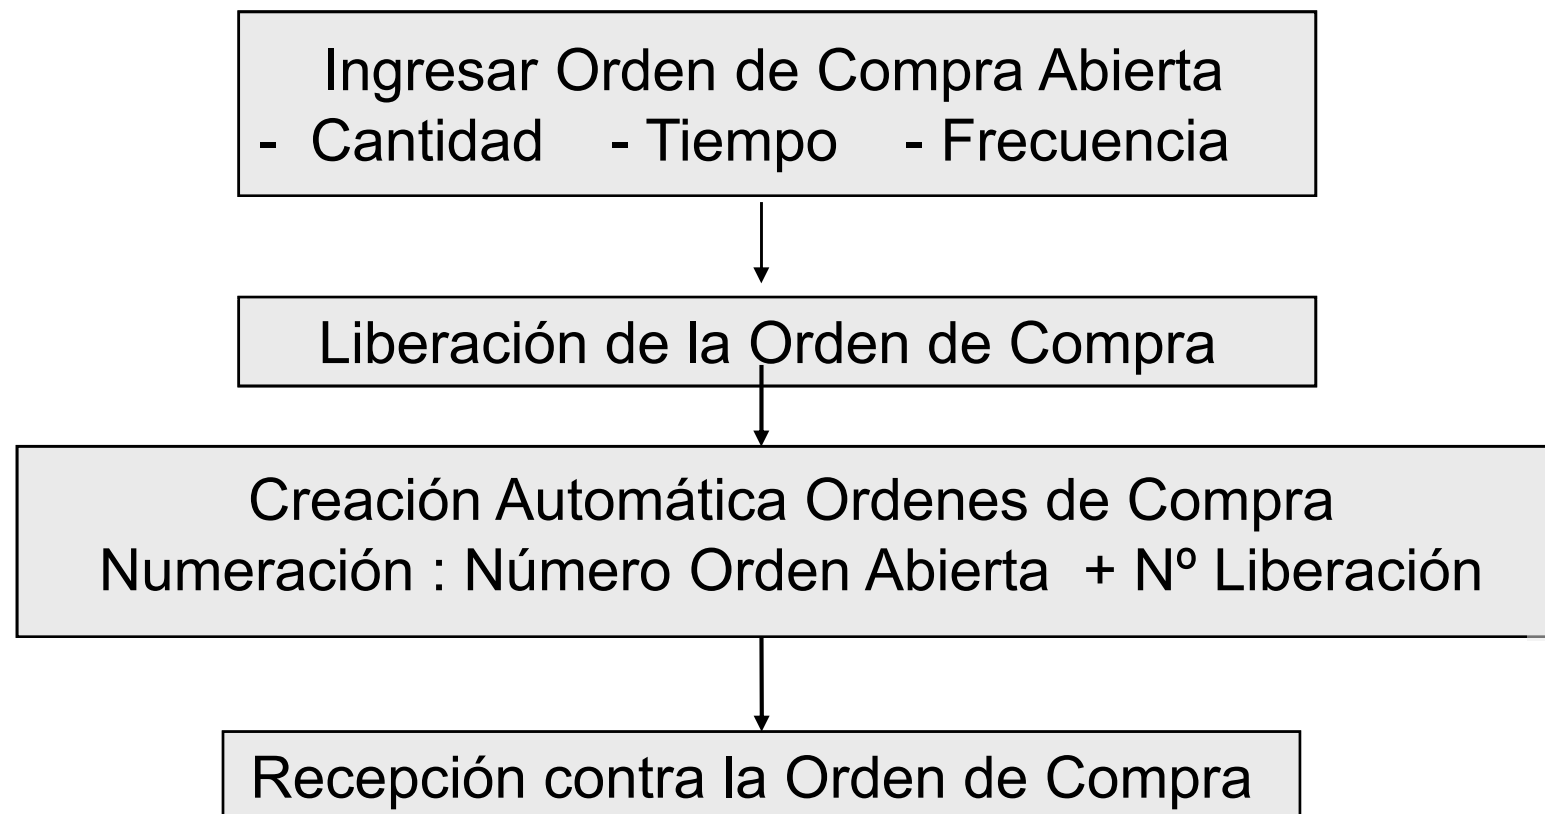 Ingresar Orden de Compra Abierta
- Cantidad - Tiempo - Frecuencia
Liberación de la Orden de Compra
Creación Automática Ordenes de Compra
Numeración : Número Orden Abierta + Nº Liberación
Recepción contra la Orden de Compra